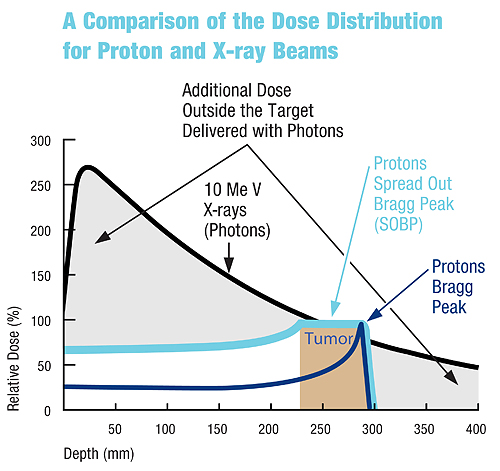 A Comparison of the Dose Distribution
for Proton and X-ray Beams
Additional Dose
Outside the Target
Delivered with Photons
300
250
200
150
100
50
0
Relative Dose (%)
10 Me V
X-rays
(Photons)
Protons
Spread Out
Bragg Peak
(SOBP)
Protons
Bragg
Peak
Tumor
50
100
150
200
250
300
350
400
Depth (mm)